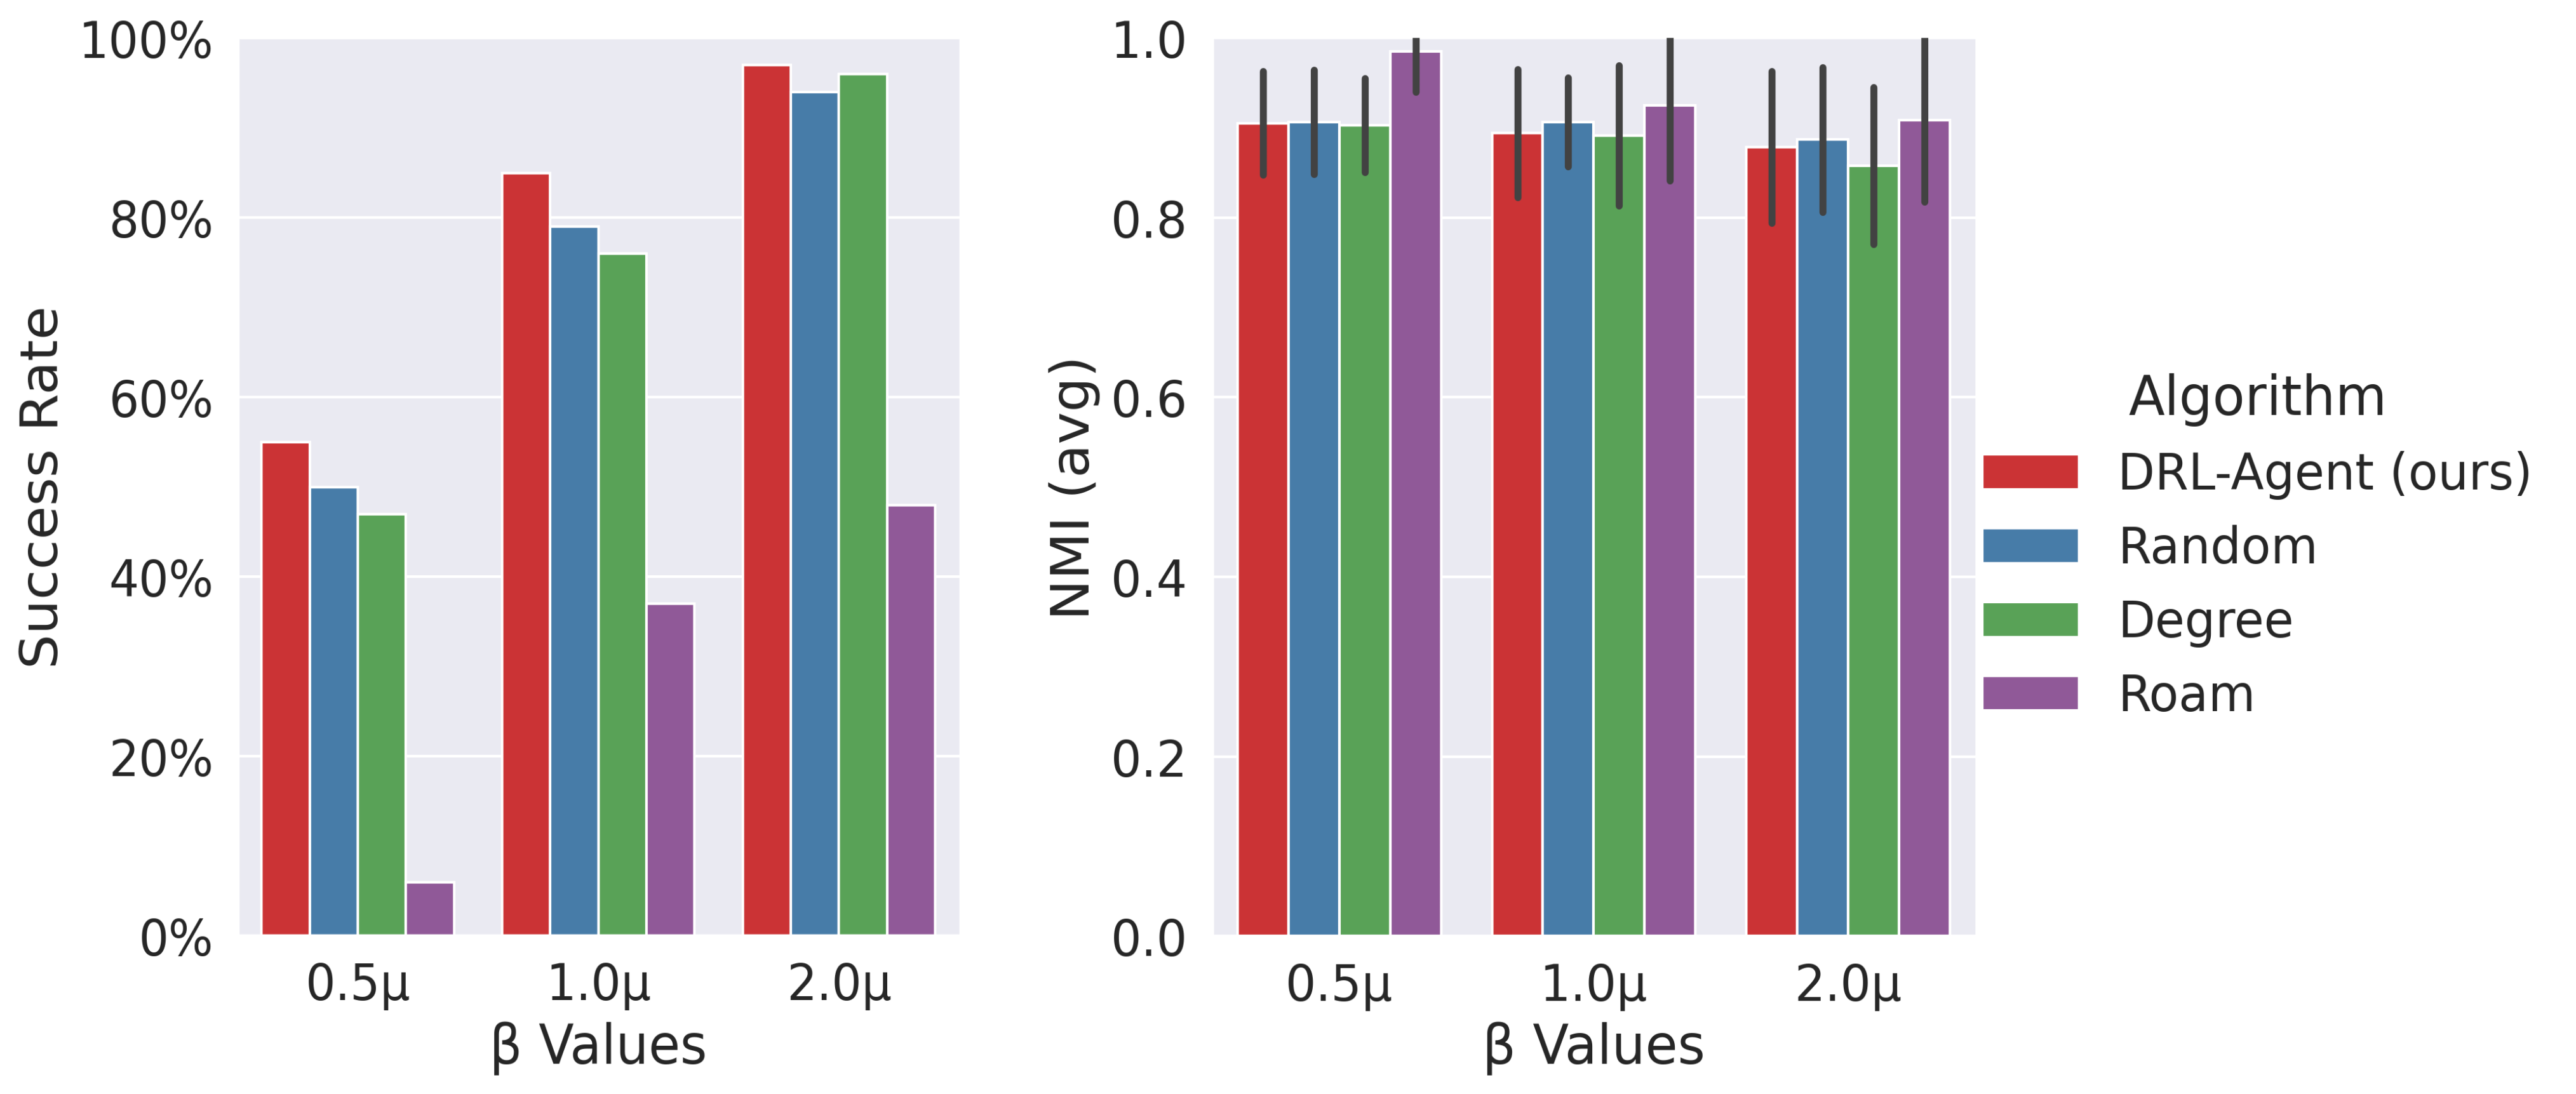 100%
80%
60%
40%
20%
0%
Success Rate
0.5μ 1.0μ 2.0μ
β Values
1.0
0.8
0.6
0.4
0.2
0.0
NMI (avg)
0.5μ 1.0μ 2.0μ
β Values
Algorithm
DRL-Agent (ours)
Random
Degree
Roam